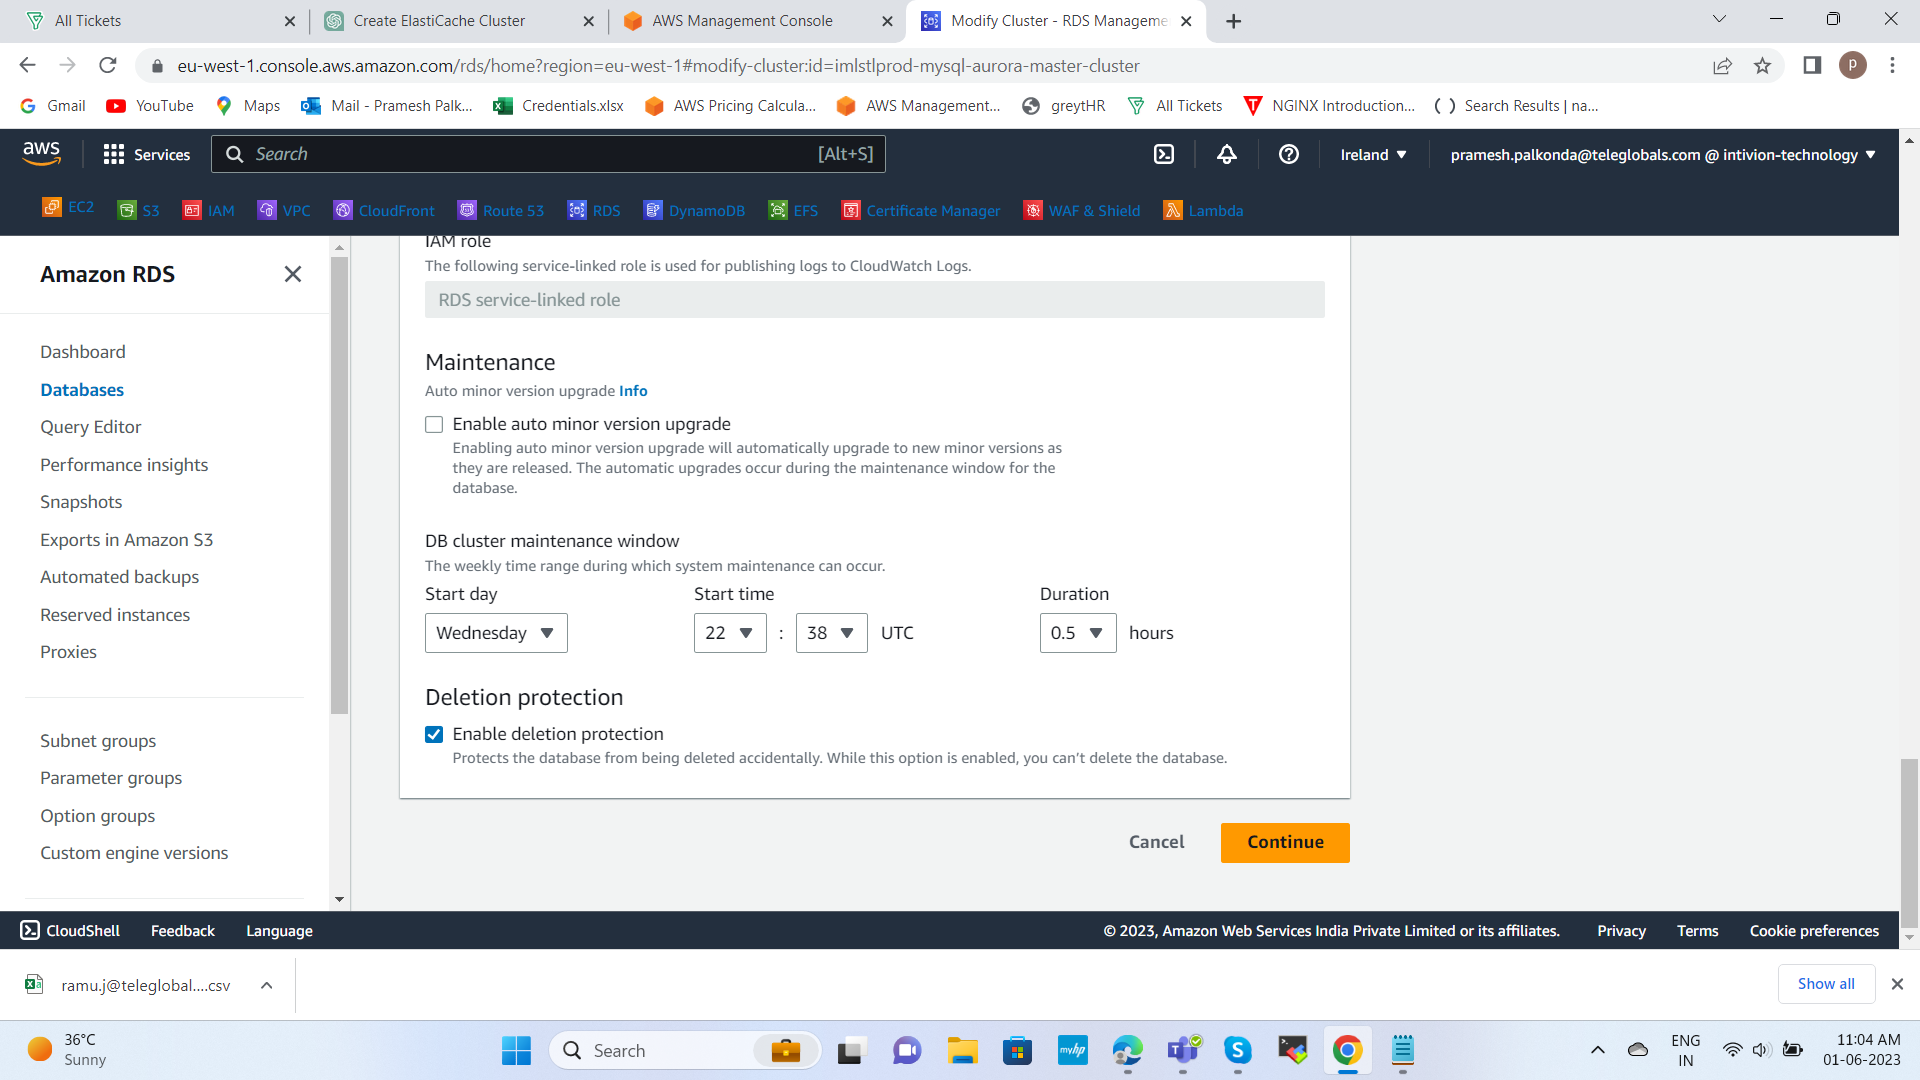 All Tickets
Create ElastiCache Cluster
AWS Management Console
Modify Cluster - RDS Manageme
eu-west-1.console.aws.amazon.com/rds/home?region=eu-west-1#modify-cluster:id=imlstlprod-mysql-aurora-master-cluster
P
Gmail
YouTube
Maps
Mail - Pramesh Palk...
Credentials.xlsx
AWS Pricing Calcula...
AWS Management...
greytHR
All Tickets
NGINX Introduction...
Search Results | na...
aws
Services
Search
[Alt+S]
Ireland
pramesh.palkonda@teleglobals.com @ intivion-technology
EC2
S3
IAM
VPC
CloudFront
Route 53
RDS
DynamoDB
EFS
Certificate Manager
WAF & Shield
Lambda
Amazon RDS
Dashboard
Databases
Query Editor
Performance insights
Snapshots
Exports in Amazon S3
Automated backups
Reserved instances
Proxies
Subnet groups
Parameter groups
Option groups
Custom engine versions
IAM role
The following service-linked role is used for publishing logs to CloudWatch Logs.
RDS service-linked role
Maintenance
Auto minor version upgrade Info
Enable auto minor version upgrade
Enabling auto minor version upgrade will automatically upgrade to new minor versions as
they are released. The automatic upgrades occur during the maintenance window for the
database.
DB cluster maintenance window
The weekly time range during which system maintenance can occur.
Start day
Start time
Duration
Wednesday
22 : 38 UTC
0.5 hours
Deletion protection
Enable deletion protection
Protects the database from being deleted accidentally. While this option is enabled, you can't delete the database.
Cancel
Continue
CloudShell
Feedback
Language
© 2023, Amazon Web Services India Private Limited or its affiliates.
Privacy
Terms
Cookie preferences
ramu.j@teleglobal....csv
Show all
36°C
Sunny
Search
myhp
ENG
IN
11:04 AM
01-06-2023